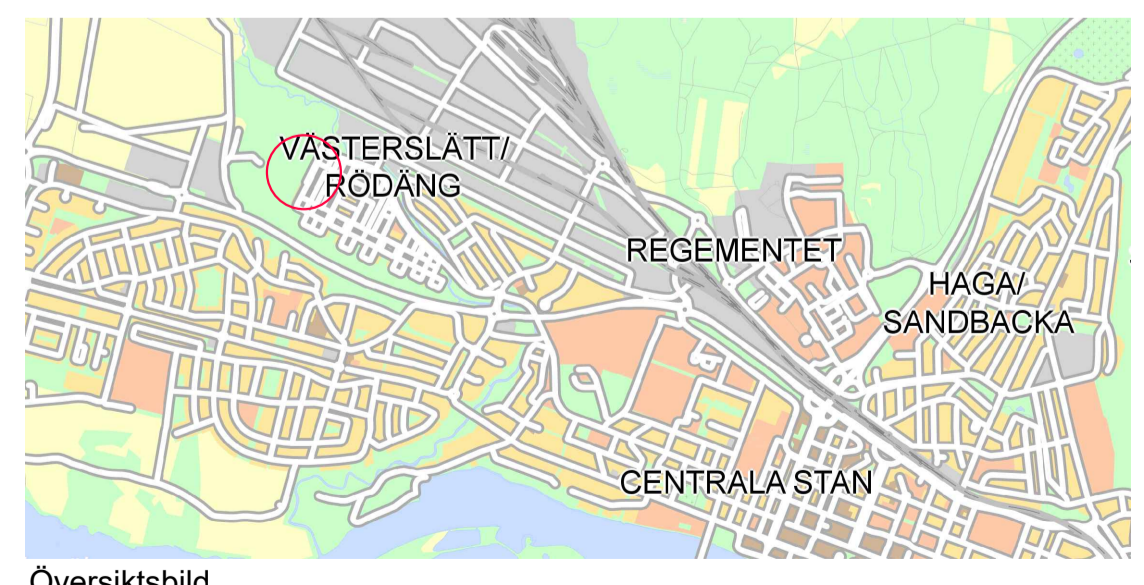 VÄSTERSLÄTT/
RÖDÄNG
REGEMENTET
HAGA/
SANDBACKA
CENTRALA STAN
Översiktsbild